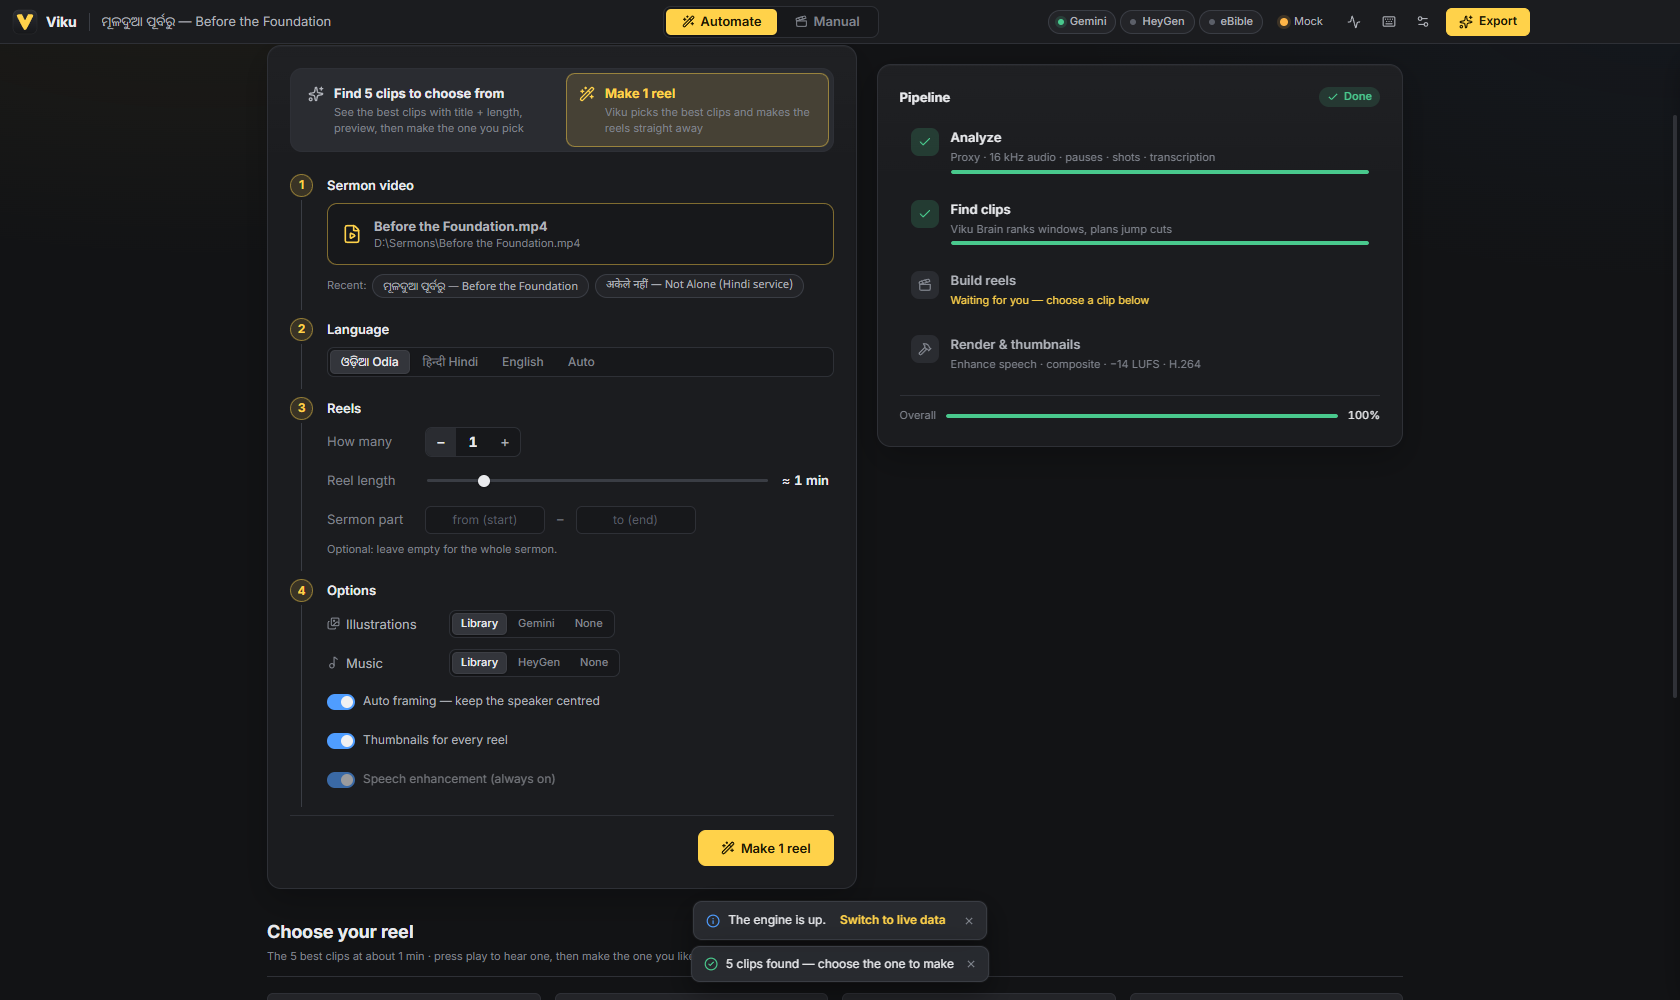 Viku
ମୂଳଦୁଆ ପୂର୍ବରୁ — Before the Foundation
Automate
Manual
Gemini
HeyGen
eBible
Mock
Export
Find 5 clips to choose from
See the best clips with title + length,
preview, then make the one you pick
Make 1 reel
Viku picks the best clips and makes the
reels straight away
1
Sermon video
Before the Foundation.mp4
D:\Sermons\Before the Foundation.mp4
Recent:
ମୂଳଦୁଆ ପୂର୍ବରୁ — Before the Foundation
अकेले नहीं — Not Alone (Hindi service)
2
Language
ଓଡ଼ିଆ Odia
हिन्दी Hindi
English
Auto
3
Reels
How many
– 1 +
Reel length
≈ 1 min
Sermon part
from (start)
–
to (end)
Optional: leave empty for the whole sermon.
4
Options
Illustrations
Library
Gemini
None
Music
Library
HeyGen
None
Auto framing — keep the speaker centred
Thumbnails for every reel
Speech enhancement (always on)
Make 1 reel
Pipeline
Done
Analyze
Proxy · 16 kHz audio · pauses · shots · transcription
Find clips
Viku Brain ranks windows, plans jump cuts
Build reels
Waiting for you — choose a clip below
Render & thumbnails
Enhance speech · composite · −14 LUFS · H.264
Overall
100%
Choose your reel
The 5 best clips at about 1 min · press play to hear one, then make the one you
The engine is up. Switch to live data
5 clips found — choose the one to make